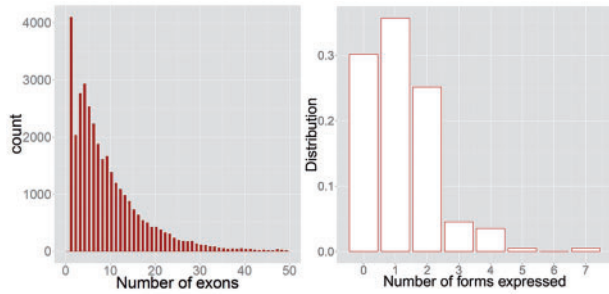 count
4000
3000
2000
1000
0
0 10 20 30 40 50
Number of exons
Distribution
0.3
0.2
0.1
0.0
0 1 2 3 4 5 6 7
Number of forms expressed